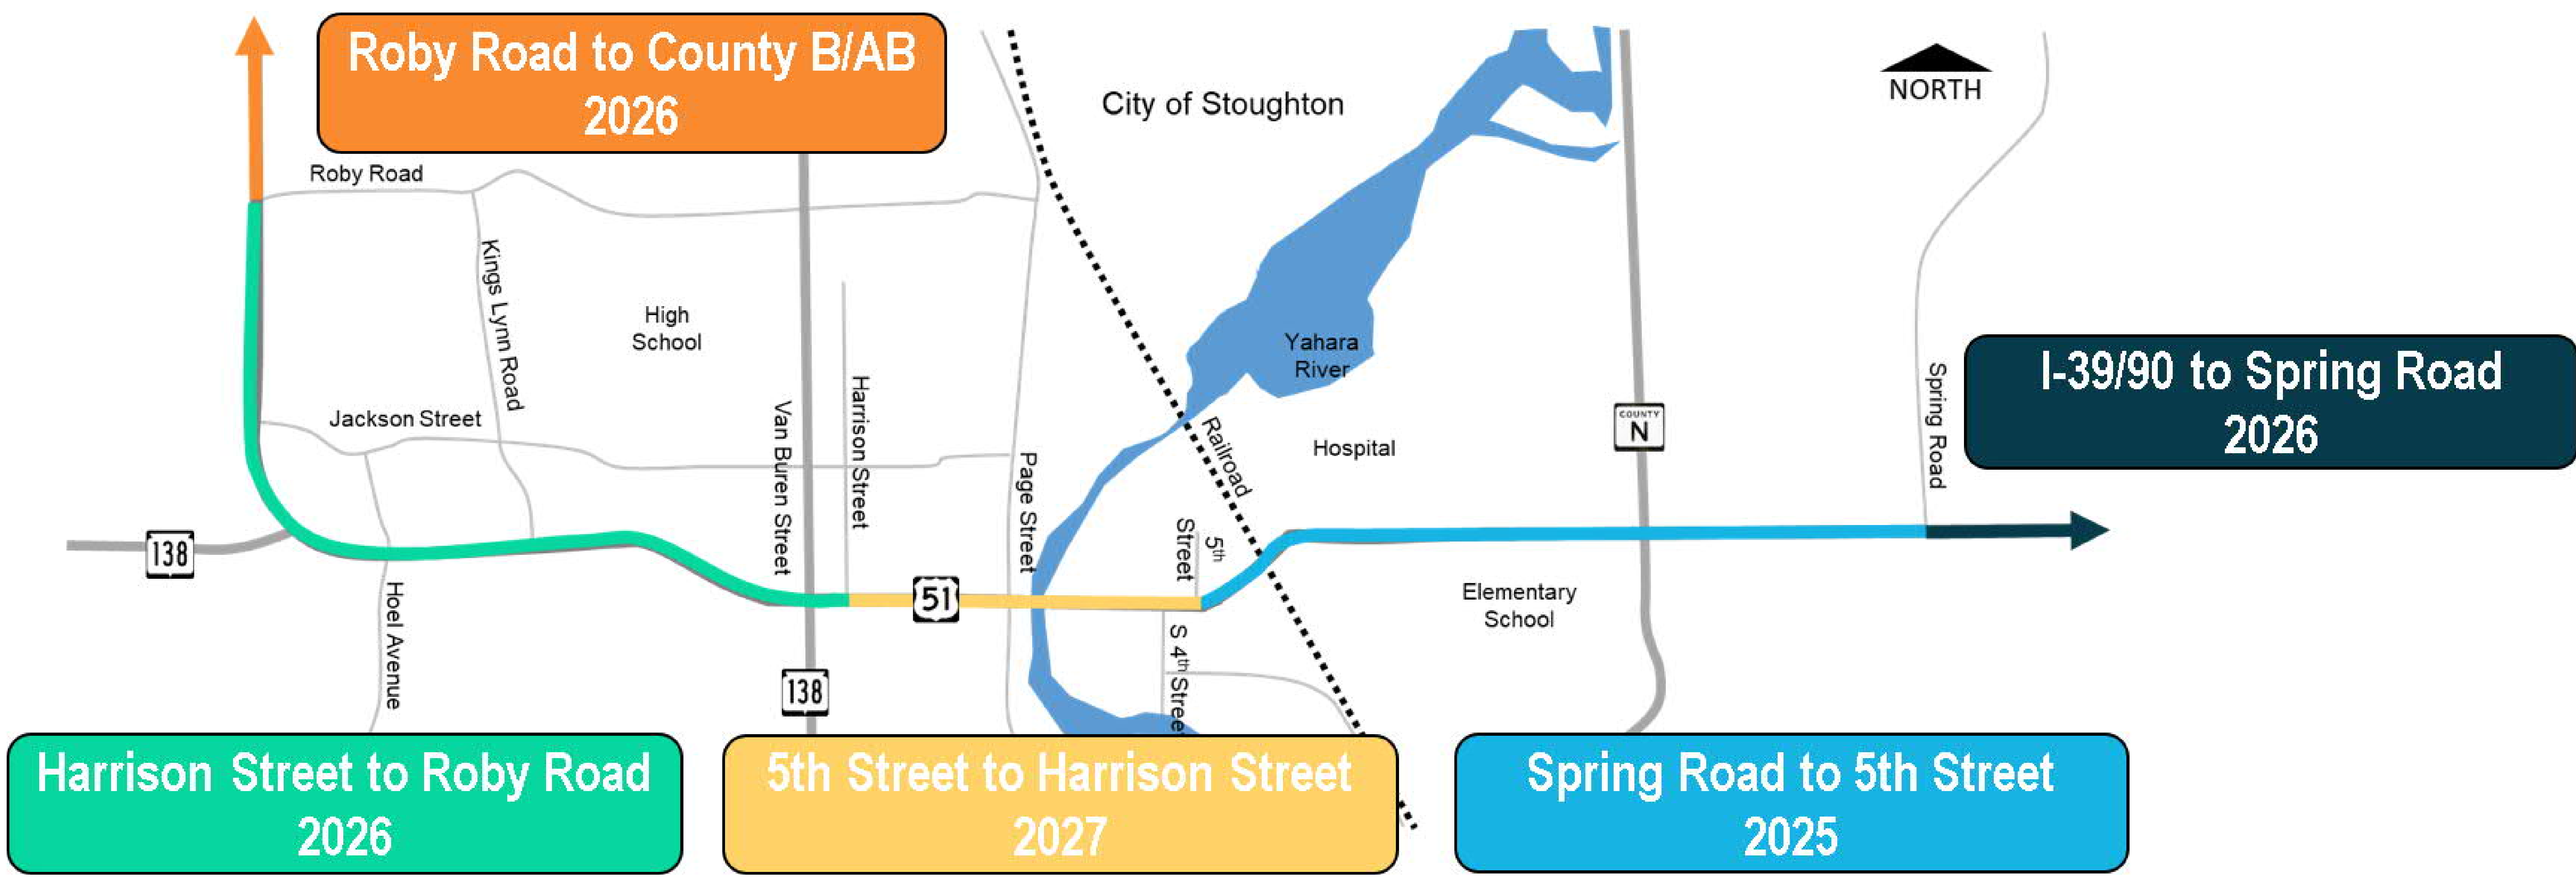 Roby Road to County B/AB
2026
City of Stoughton
NORTH
Roby Road
Kings Lynn Road
High
School
Yahara
River
I-39/90 to Spring Road
2026
Spring Road
Jackson Street
Van Buren Street
Harrison Street
Page Street
Railroad
Hospital
COUNTY
N
138
5th
Street
51
Hoel Avenue
Elementary
School
S 4th Stree
138
Harrison Street to Roby Road
2026
5th Street to Harrison Street
2027
Spring Road to 5th Street
2025